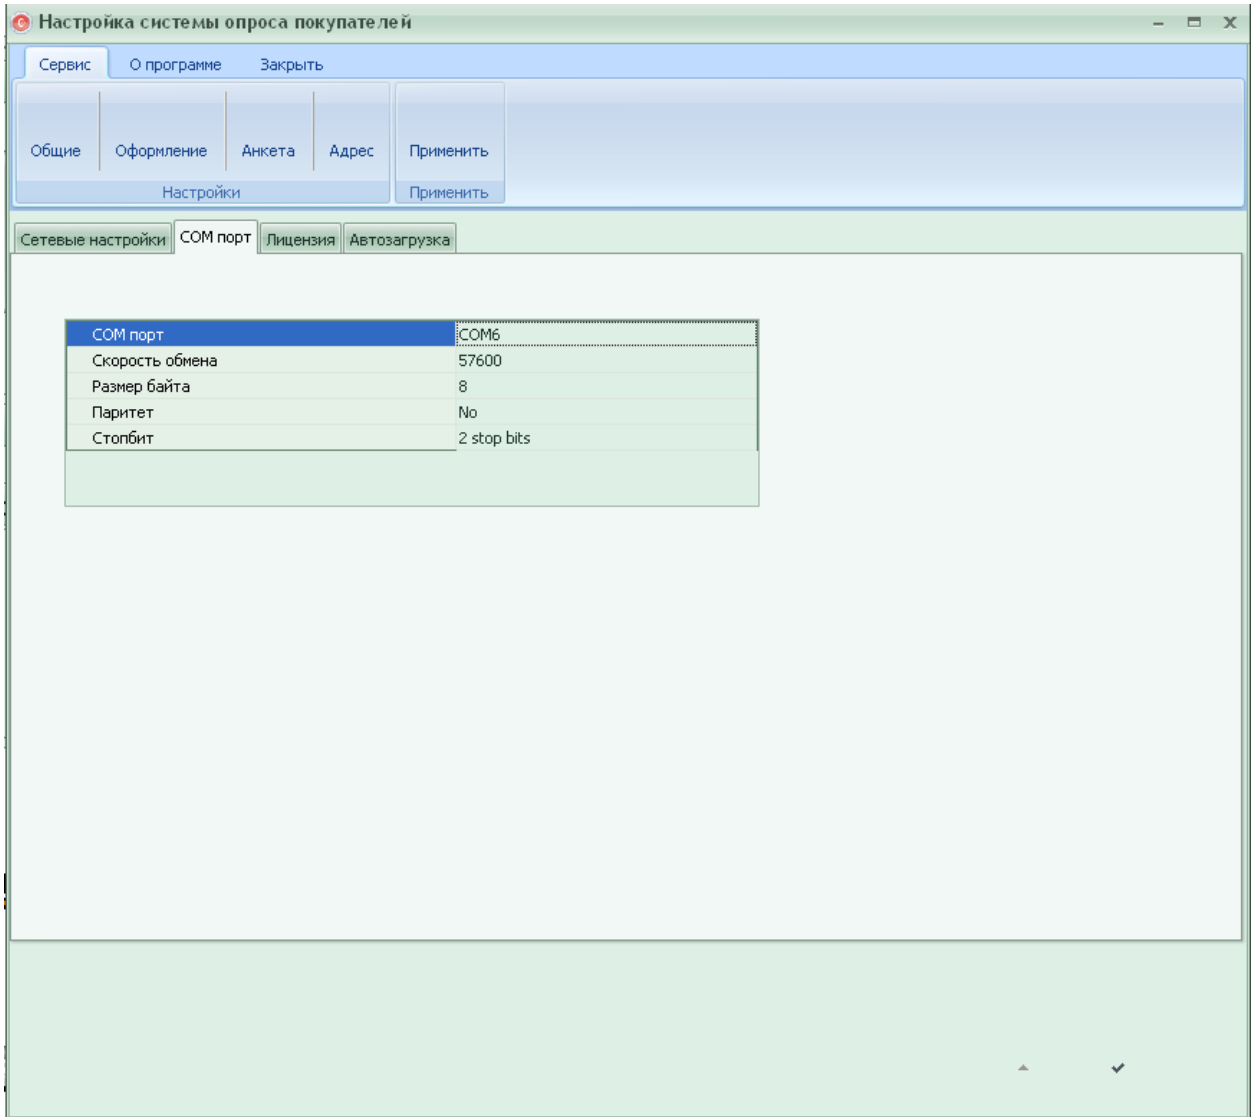 Настройка системы опроса покупателей
Сервис О программе Закрыть
Общие Оформление Анкета Адрес Применить
Настройки Применить
Сетевые настройки COM порт Лицензия Автозагрузка
COM порт COM6
Скорость обмена 57600
Размер байта 8
Паритет No
Стопбит 2 stop bits